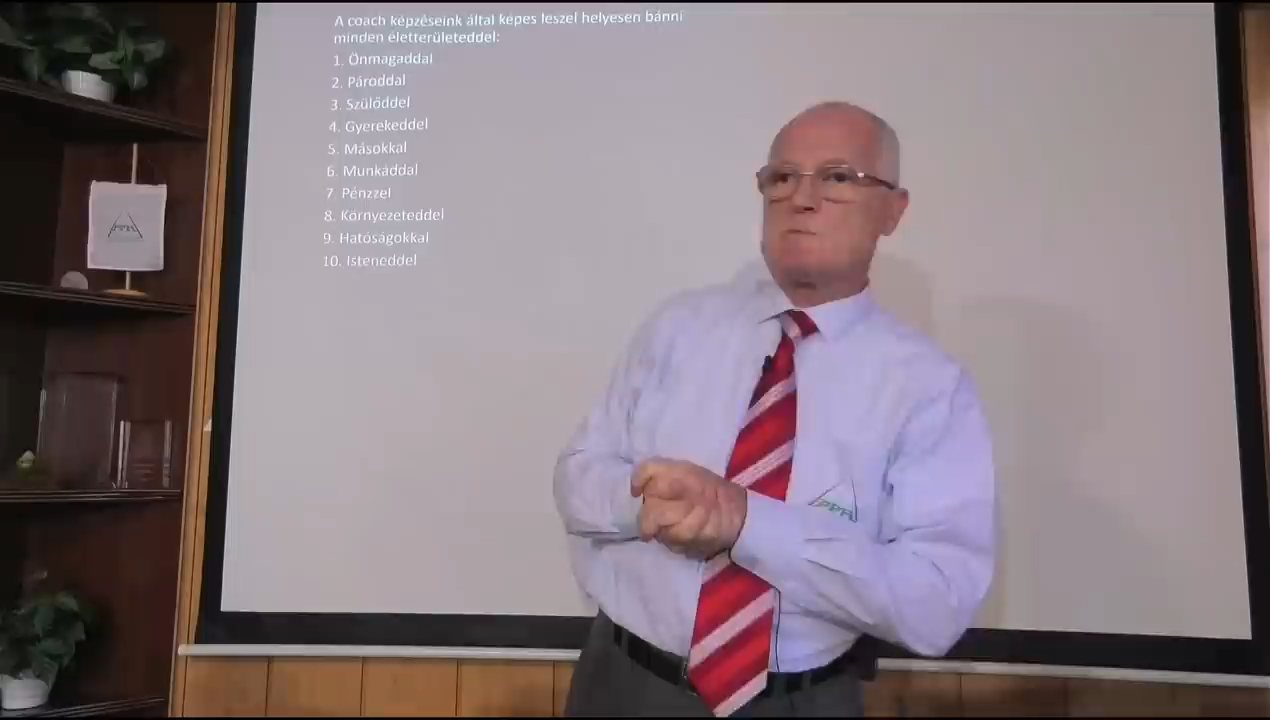 A coach képzéseink által képes leszel helyesen bánni
minden életterületeddel:
1. Önmagaddal
2. Pároddal
3. Szülőddel
4. Gyerekeddel
5. Másokkal
6. Munkáddal
7. Pénzzel
8. Környezeteddel
9. Hatóságokkal
10. Isteneddel
PPA